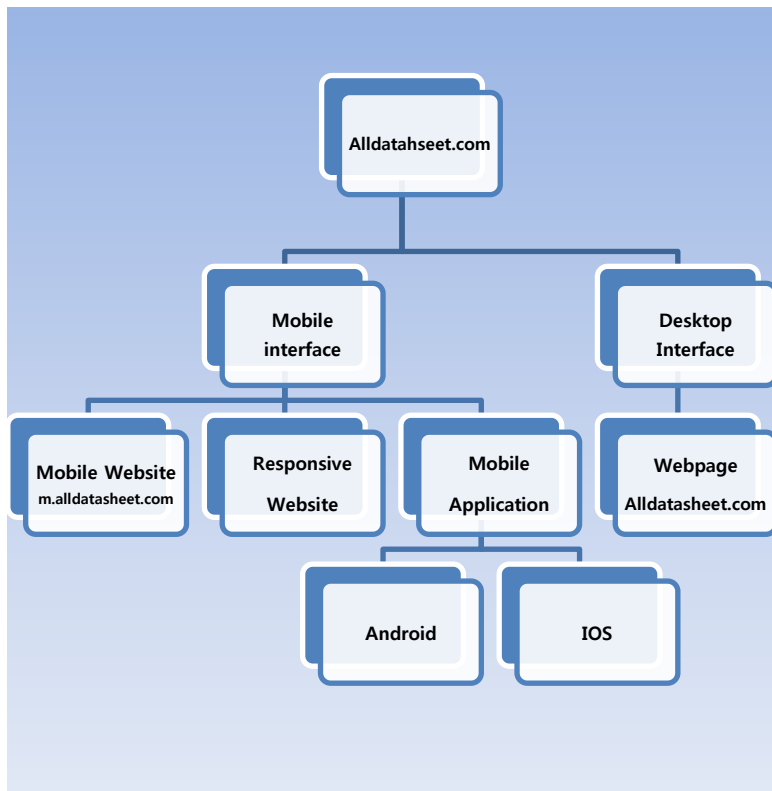 Alldatahseet.com
Mobile
interface
Desktop
Interface
Mobile Website
m.alldatasheet.com
Responsive
Website
Mobile
Application
Webpage
Alldatasheet.com
Android
IOS